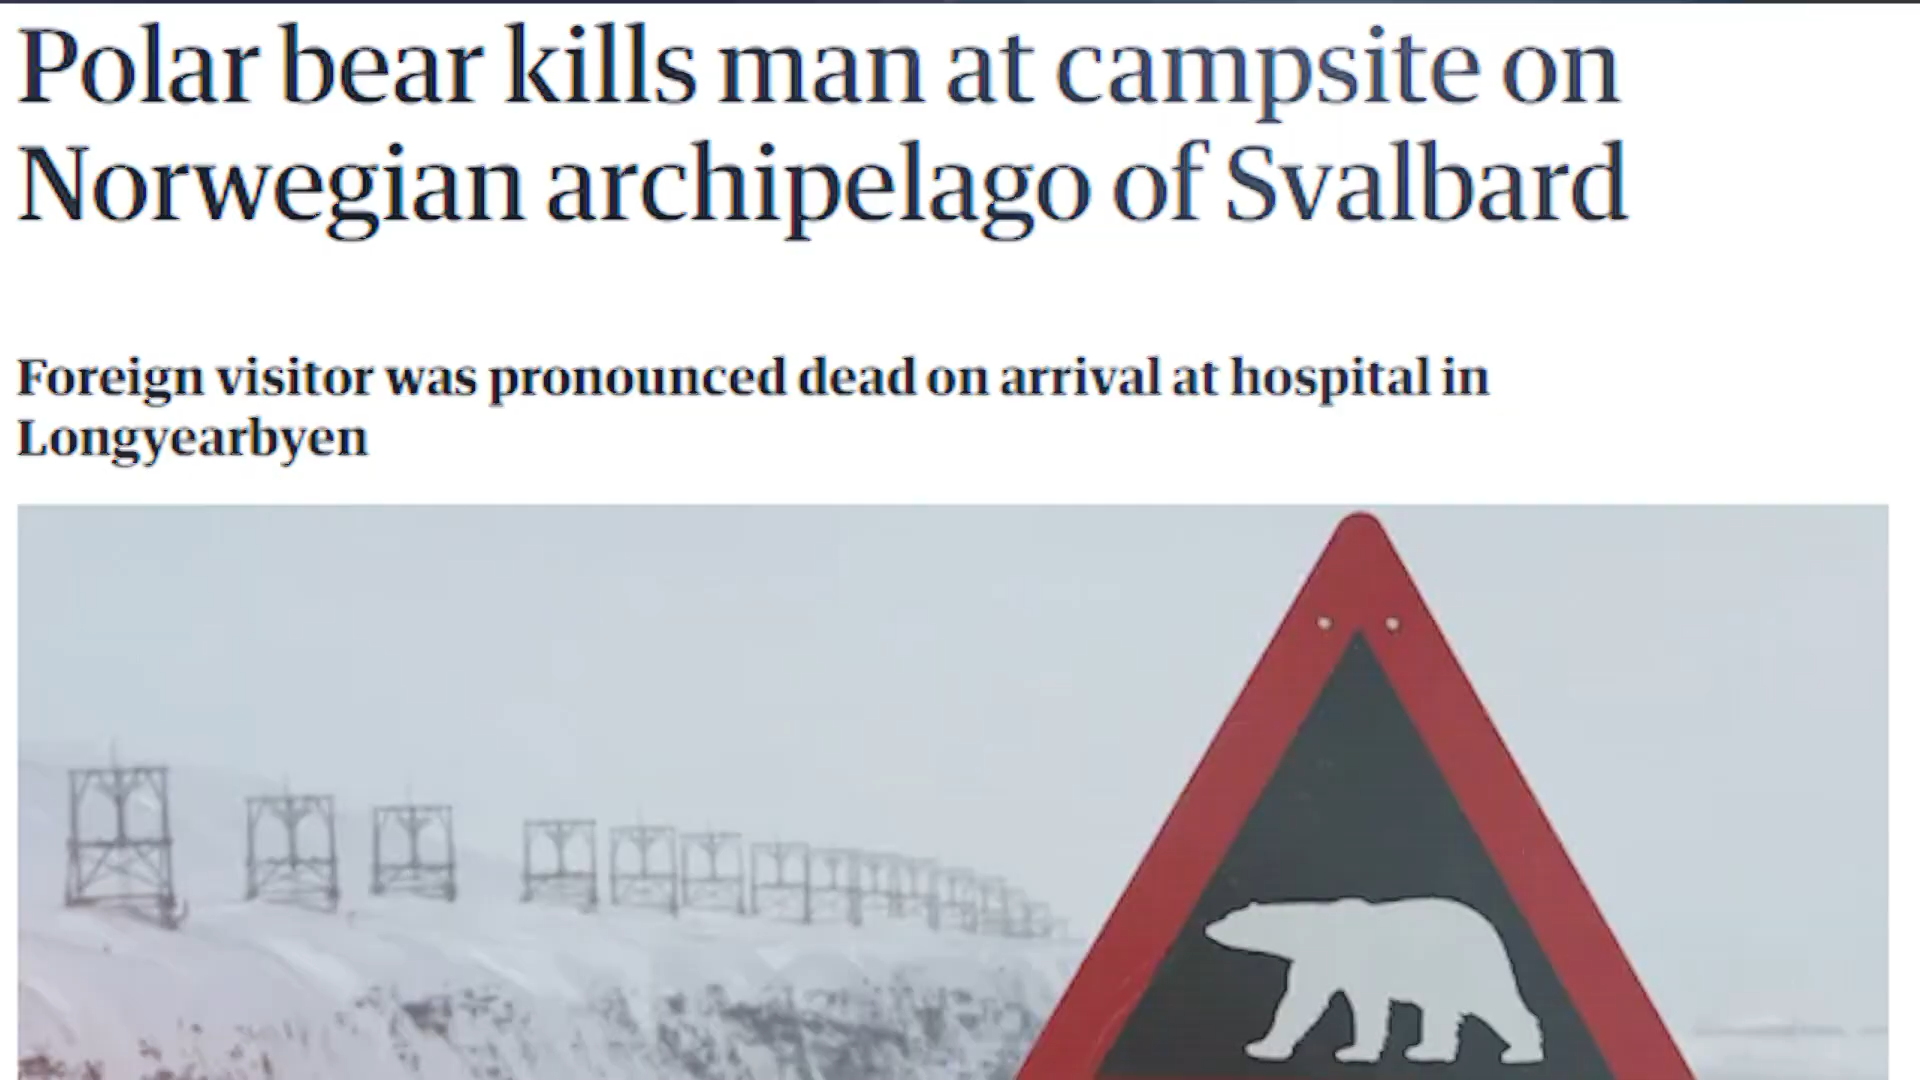 Polar bear kills man at campsite on
Norwegian archipelago of Svalbard
Foreign visitor was pronounced dead on arrival at hospital in
Longyearbyen